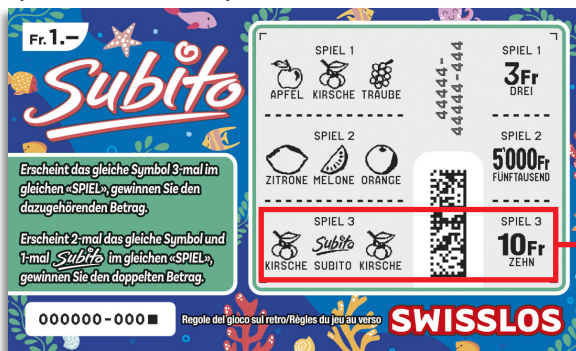 Fr. 1.–
Subito
Erscheint das gleiche Symbol 3-mal im
gleichen «SPIEL», gewinnen Sie den
dazugehörenden Betrag.
Erscheint 2-mal das gleiche Symbol und
1-mal Subito im gleichen «SPIEL»,
gewinnen Sie den doppelten Betrag.
000000-000■
SPIEL 1
APFEL KIRSCHE TRAUBE
SPIEL 1
3Fr
DREI
SPIEL 2
ZITRONE MELONE ORANGE
SPIEL 2
5'000Fr
FÜNFTAUSEND
SPIEL 3
Subito
KIRSCHE SUBITO KIRSCHE
SPIEL 3
10Fr
ZEHN
44444-
44444-444
Regole del gioco sul retro/Règles du jeu au verso
SWISSLOS